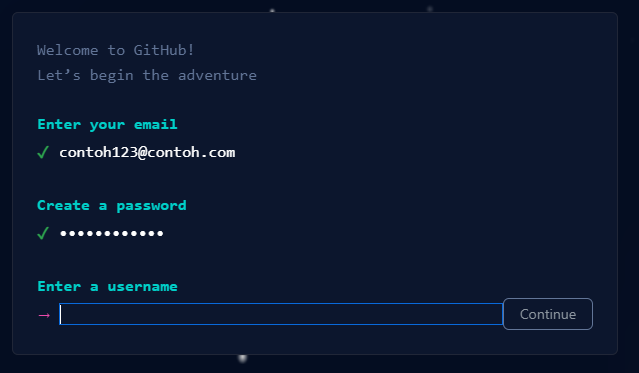 Welcome to GitHub!
Let’s begin the adventure
Enter your email
✓ contoh123@contoh.com
Create a password
✓ ••••••••••••
Enter a username
→ Continue